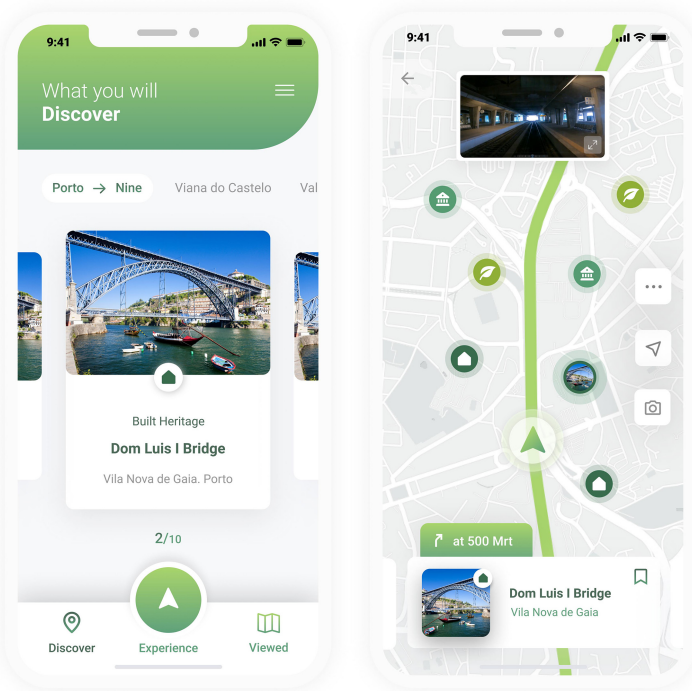 9:41
What you will
Discover
Porto → Nine
Viana do Castelo
Val
Built Heritage
Dom Luis I Bridge
Vila Nova de Gaia. Porto
2/10
Discover
Experience
Viewed
9:41
at 500 Mrt
Dom Luis I Bridge
Vila Nova de Gaia